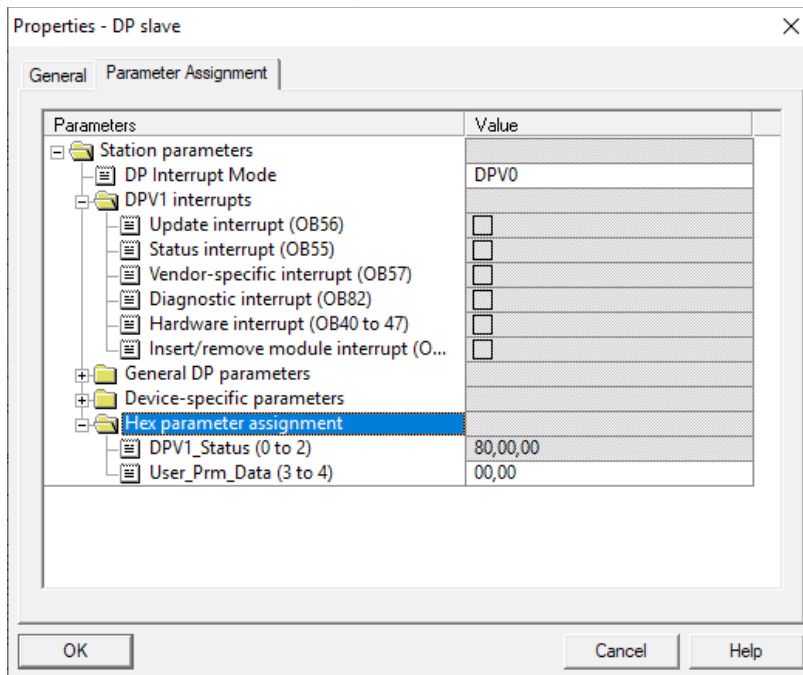 Properties - DP slave
General Parameter Assignment
Parameters Value
Station parameters
DP Interrupt Mode DPV0
DPV1 interrupts
Update interrupt (OB56)
Status interrupt (OB55)
Vendor-specific interrupt (OB57)
Diagnostic interrupt (OB82)
Hardware interrupt (OB40 to 47)
Insert/remove module interrupt (O...
General DP parameters
Device-specific parameters
Hex parameter assignment
DPV1_Status (0 to 2) 80,00,00
User_Prm_Data (3 to 4) 00,00
OK Cancel Help